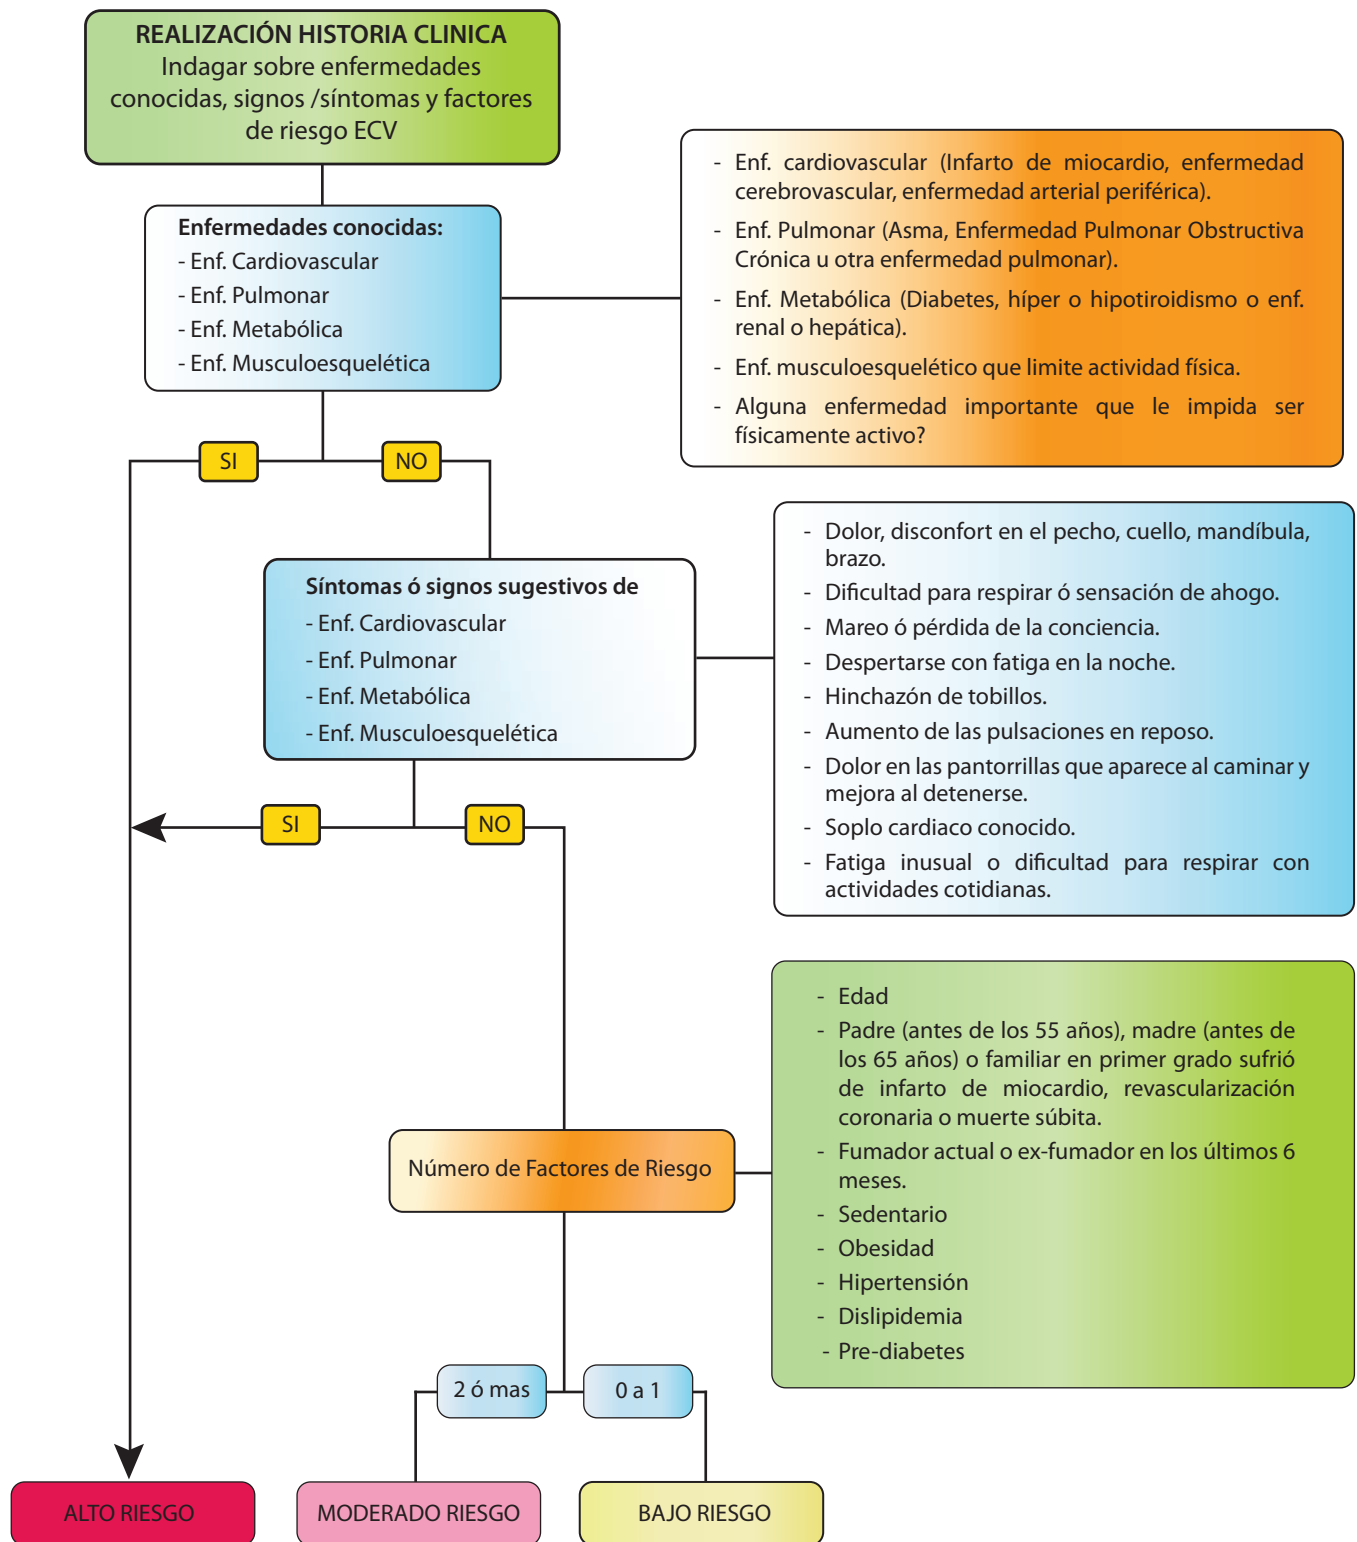 REALIZACIÓN HISTORIA CLINICA
Indagar sobre enfermedades
conocidas, signos /síntomas y factores
de riesgo ECV
- Enf. cardiovascular (Infarto de miocardio, enfermedad
cerebrovascular, enfermedad arterial periférica).
- Enf. Pulmonar (Asma, Enfermedad Pulmonar Obstructiva
Crónica u otra enfermedad pulmonar).
- Enf. Metabólica (Diabetes, híper o hipotiroidismo o enf.
renal o hepática).
- Enf. musculoesquelético que limite actividad física.
- Alguna enfermedad importante que le impida ser
físicamente activo?
Enfermedades conocidas:
- Enf. Cardiovascular
- Enf. Pulmonar
- Enf. Metabólica
- Enf. Musculoesquelética
SI
NO
Síntomas ó signos sugestivos de
- Enf. Cardiovascular
- Enf. Pulmonar
- Enf. Metabólica
- Enf. Musculoesquelética
- Dolor, disconfort en el pecho, cuello, mandíbula,
brazo.
- Dificultad para respirar ó sensación de ahogo.
- Mareo ó pérdida de la conciencia.
- Despertarse con fatiga en la noche.
- Hinchazón de tobillos.
- Aumento de las pulsaciones en reposo.
- Dolor en las pantorrillas que aparece al caminar y
mejora al detenerse.
- Soplo cardiaco conocido.
- Fatiga inusual o dificultad para respirar con
actividades cotidianas.
SI
NO
Número de Factores de Riesgo
- Edad
- Padre (antes de los 55 años), madre (antes de
los 65 años) o familiar en primer grado sufrió
de infarto de miocardio, revascularización
coronaria o muerte súbita.
- Fumador actual o ex-fumador en los últimos 6
meses.
- Sedentario
- Obesidad
- Hipertensión
- Dislipidemia
- Pre-diabetes
2 ó mas
0 a 1
ALTO RIESGO
MODERADO RIESGO
BAJO RIESGO